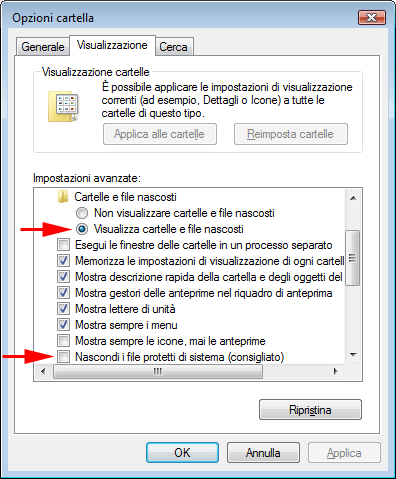 Opzioni cartella
Generale
Visualizzazione
Cerca
Visualizzazione cartelle
È possibile applicare le impostazioni di visualizzazione
correnti (ad esempio, Dettagli o Icone) a tutte le
cartelle di questo tipo.
Applica alle cartelle
Reimposta cartelle
Impostazioni avanzate:
Cartelle e file nascosti
Non visualizzare cartelle e file nascosti
Visualizza cartelle e file nascosti
Esegui le finestre delle cartelle in un processo separato
Memorizza le impostazioni di visualizzazione di ogni cartell
Mostra descrizione rapida della cartella e degli oggetti del
Mostra gestori delle anteprime nel riquadro di anteprima
Mostra lettere di unità
Mostra sempre i menu
Mostra sempre le icone, mai le anteprime
Nascondi i file protetti di sistema (consigliato)
Ripristina
OK
Annulla
Applica